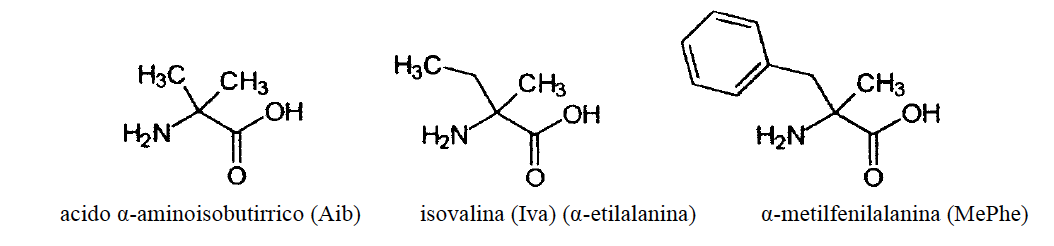 H₃C CH₃ H₂N OH O
H₃C CH₃ H₂N OH O
CH₃ H₂N OH O
acido α-aminoisobutirrico (Aib) isovalina (Iva) (α-etilalanina) α-metilfenilalanina (MePhe)